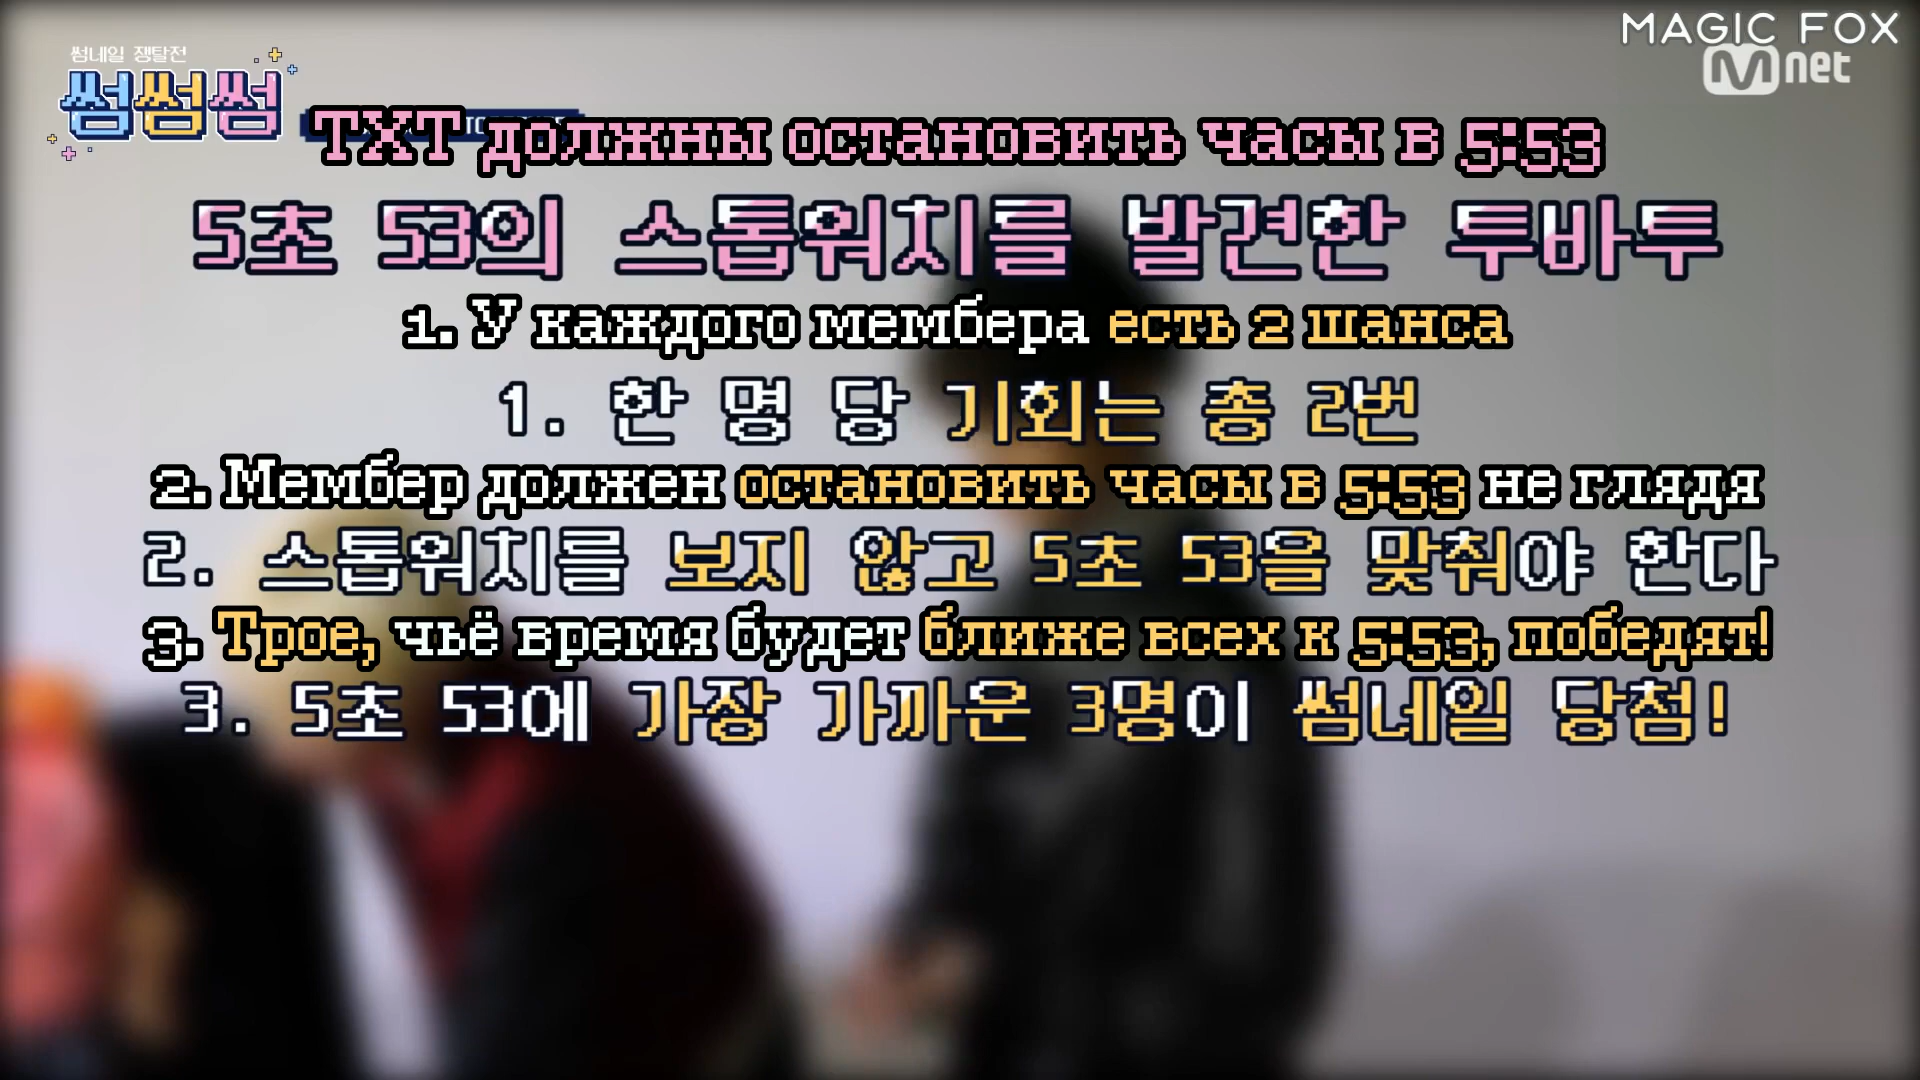 MAGIC FOX
Mnet
썸네일 쟁탈전
썸썸썸
ТХТ должны остановить часы в 5:53
5초 53의 스톱워치를 발견한 투바투
1. У каждого мембера есть 2 шанса
1. 한 명 당 기회는 총 2번
2. Мембер должен остановить часы в 5:53 не глядя
2. 스톱워치를 보지 않고 5초 53을 맞춰야 한다
3. Трое, чьё время будет ближе всех к 5:53, победят!
3. 5초 53에 가장 가까운 3명이 썸네일 당첨!